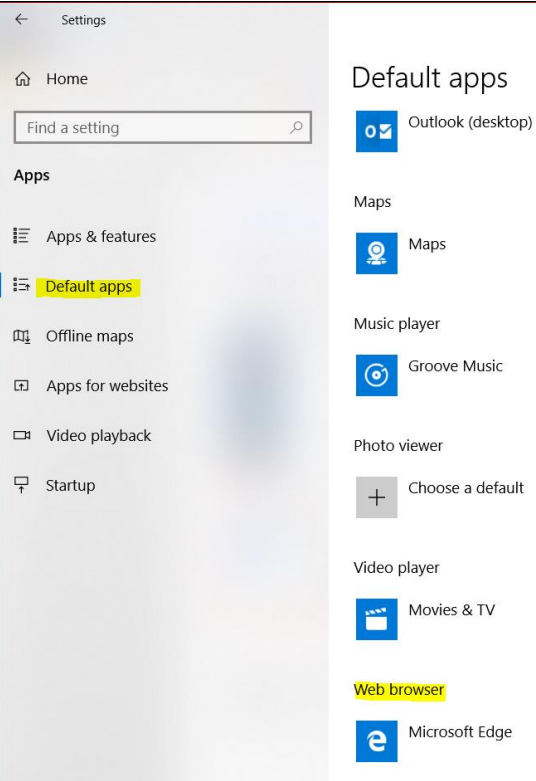 Settings
Home
Find a setting
Apps
Apps & features
Default apps
Offline maps
Apps for websites
Video playback
Startup
Default apps
Outlook (desktop)
Maps
Maps
Music player
Groove Music
Photo viewer
Choose a default
Video player
Movies & TV
Web browser
Microsoft Edge